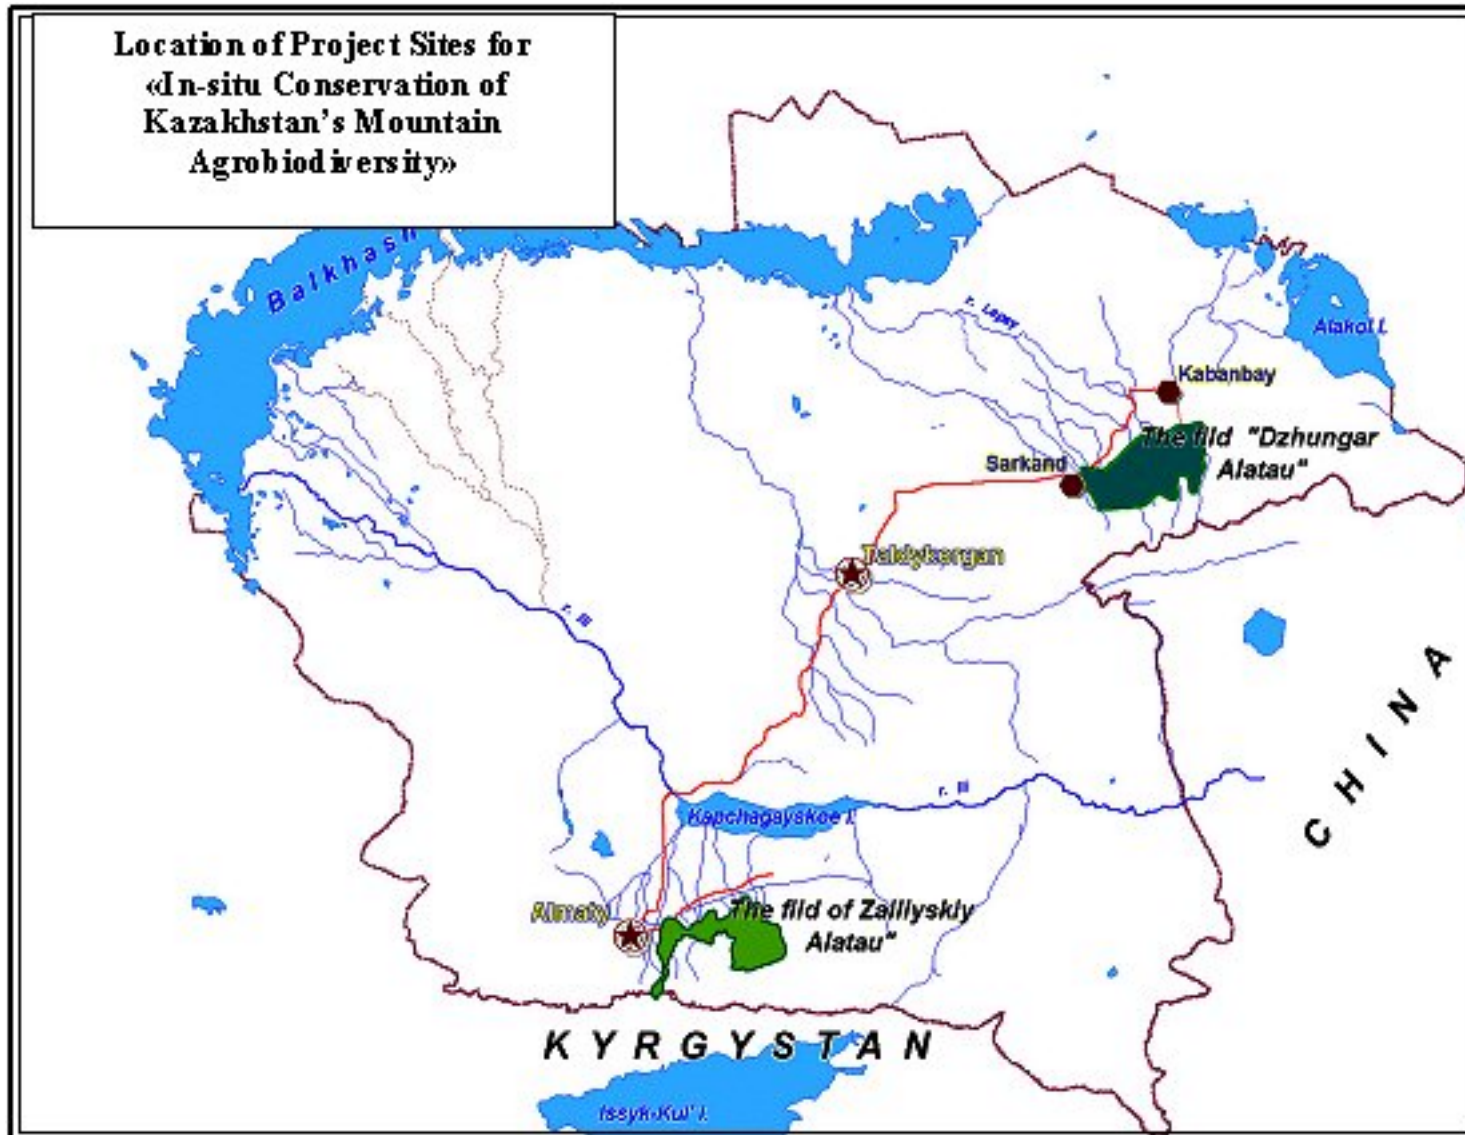 Location of Project Sites for
«In-situ Conservation of
Kazakhstan's Mountain
Agrobiodiversity»
Balkhash
r. Lepsy
Alakol l.
Kabanbay
The fild "Dzhungar
Alatau"
Sarkand
Taldykorgan
r. Ili
CHINA
r. Ili
Kapchagayskoe l.
Almaty
The fild of Zailiyskiy
Alatau"
KYRGYSTAN
Issyk-Kul' l.